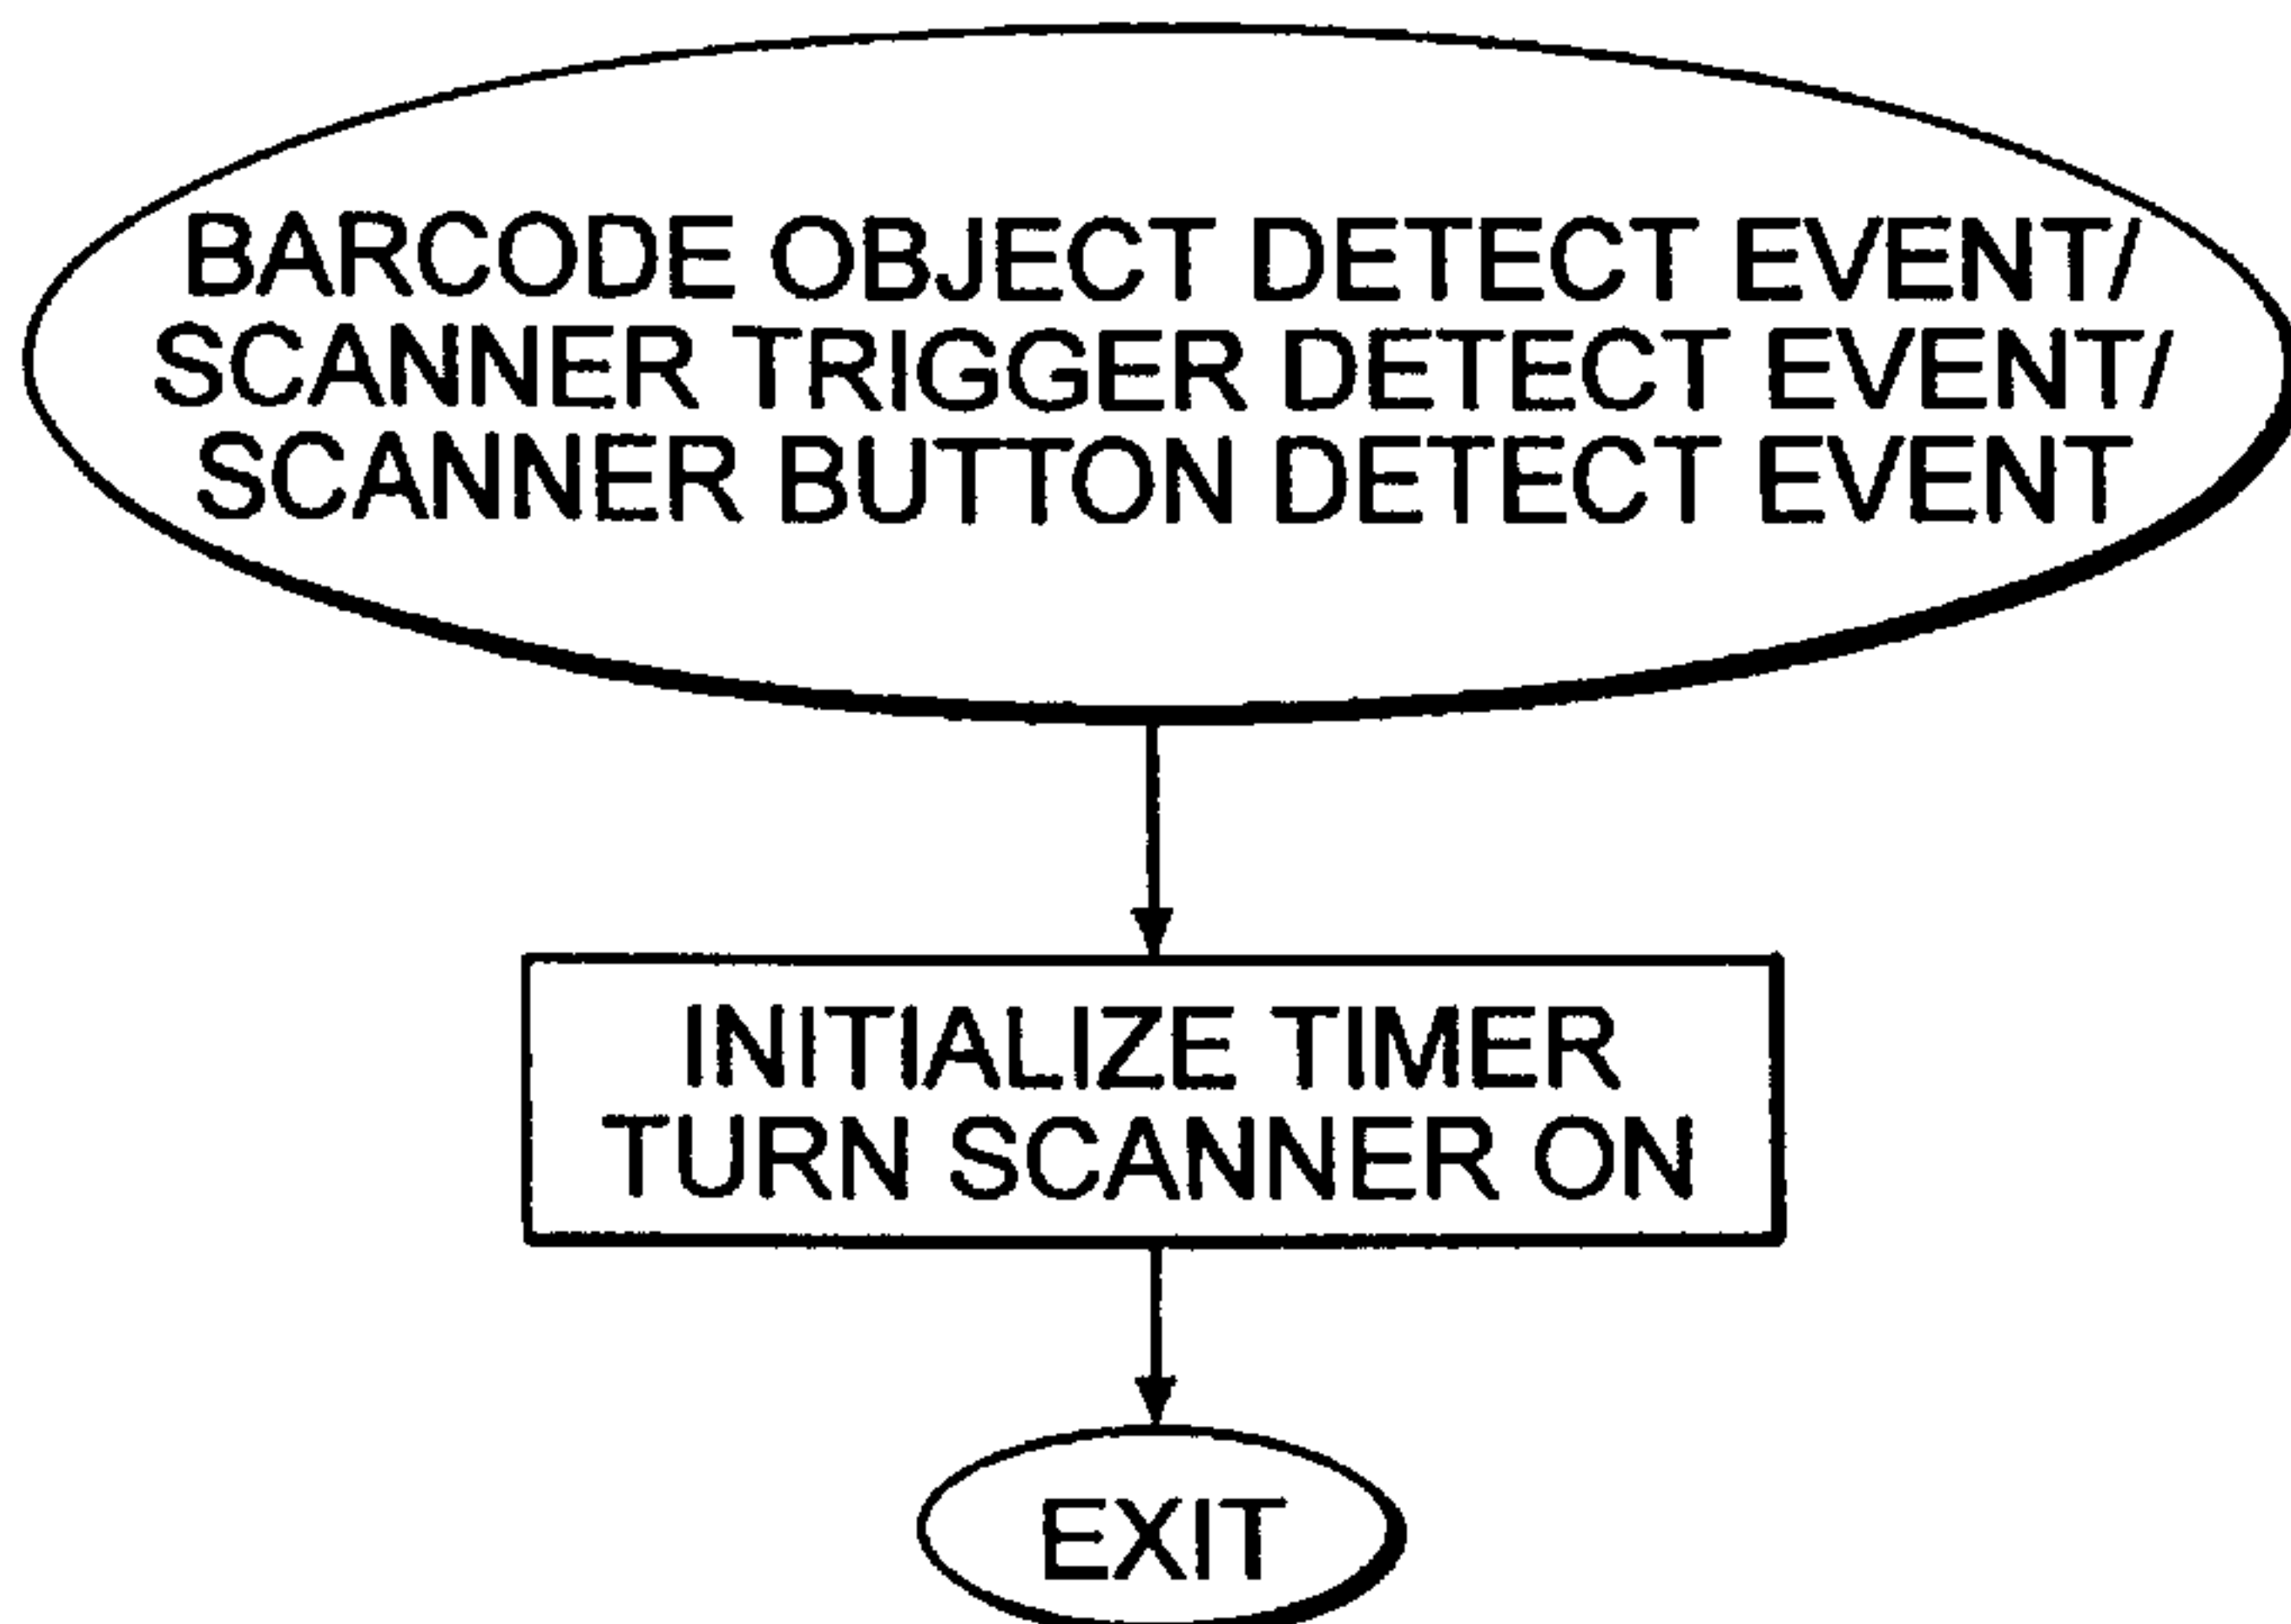 BARCODE OBJECT DETECT EVENT/
SCANNER TRIGGER DETECT EVENT/
SCANNER BUTTON DETECT EVENT
INITIALIZE TIMER
TURN SCANNER ON
EXIT